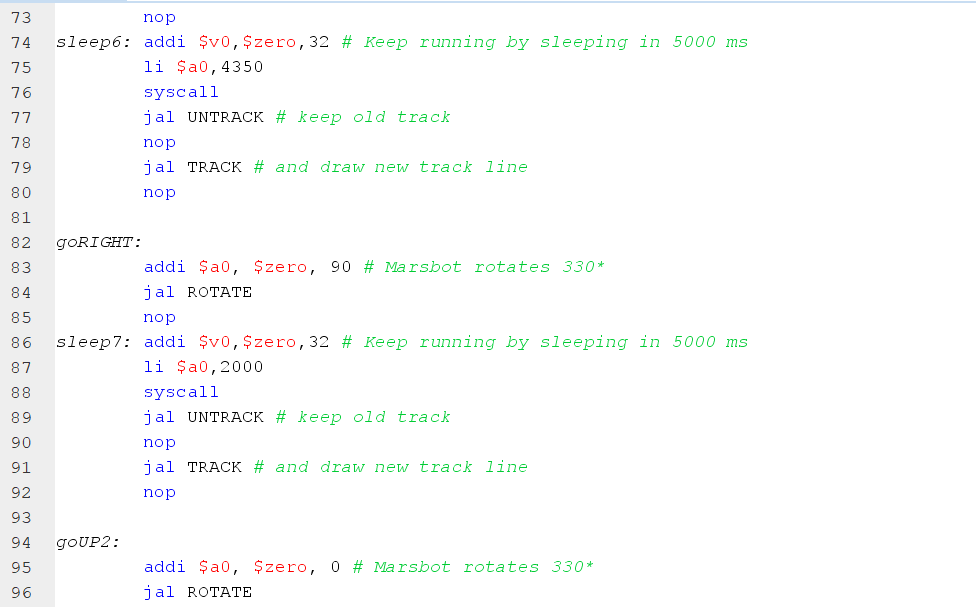 73 nop
74 sleep6: addi $v0,$zero,32 # Keep running by sleeping in 5000 ms
75 li $a0,4350
76 syscall
77 jal UNTRACK # keep old track
78 nop
79 jal TRACK # and draw new track line
80 nop
81
82 goRIGHT:
83 addi $a0, $zero, 90 # Marsbot rotates 330*
84 jal ROTATE
85 nop
86 sleep7: addi $v0,$zero,32 # Keep running by sleeping in 5000 ms
87 li $a0,2000
88 syscall
89 jal UNTRACK # keep old track
90 nop
91 jal TRACK # and draw new track line
92 nop
93
94 goUP2:
95 addi $a0, $zero, 0 # Marsbot rotates 330*
96 jal ROTATE